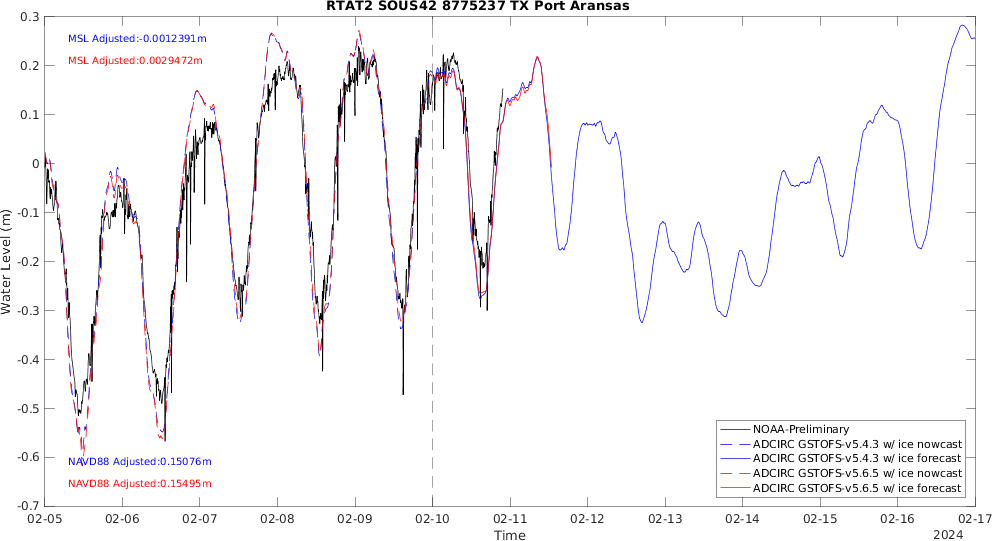 RTAT2 SOUS42 8775237 TX Port Aransas
MSL Adjusted:-0.0012391m
MSL Adjusted:0.0029472m
0.3
0.2
0.1
0
-0.1
-0.2
-0.3
-0.4
-0.5
-0.6
-0.7
Water Level (m)
NAVD88 Adjusted:0.15076m
NAVD88 Adjusted:0.15495m
NOAA-Preliminary
ADCIRC GSTOFS-v5.4.3 w/ ice nowcast
ADCIRC GSTOFS-v5.4.3 w/ ice forecast
ADCIRC GSTOFS-v5.6.5 w/ ice nowcast
ADCIRC GSTOFS-v5.6.5 w/ ice forecast
02-05 02-06 02-07 02-08 02-09 02-10 02-11 02-12 02-13 02-14 02-15 02-16 02-17
Time
2024